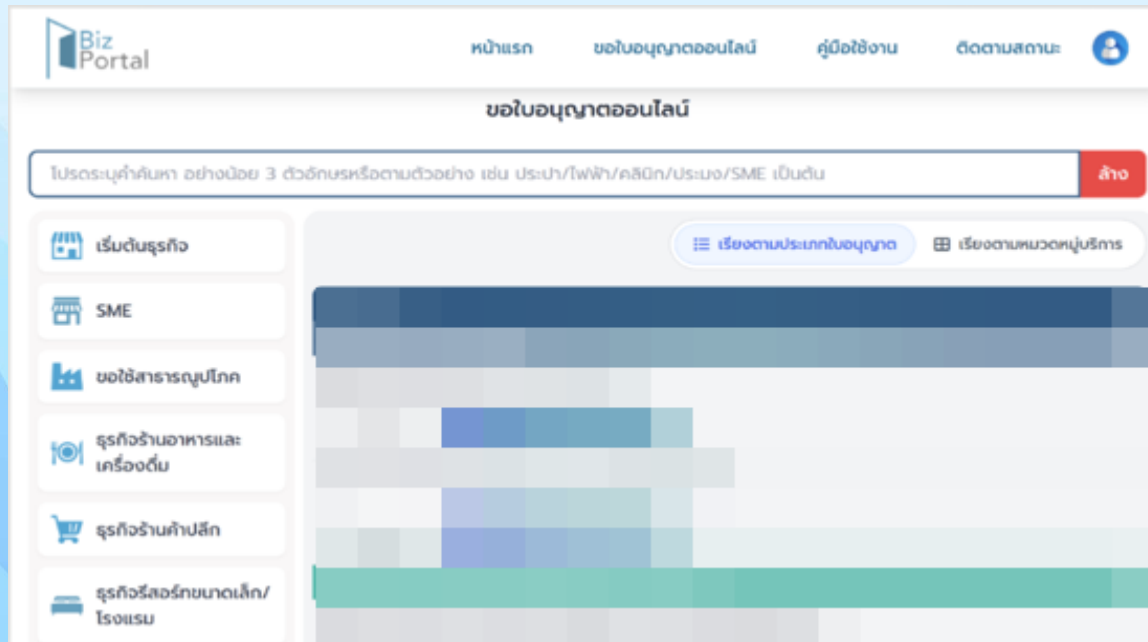 Biz
Portal
หน้าแรก
ขอใบอนุญาตออนไลน์
คู่มือใช้งาน
ติดตามสถานะ
ขอใบอนุญาตออนไลน์
โปรดระบุคำค้นหา อย่างน้อย 3 ตัวอักษรหรือตามตัวอย่าง เช่น ประปา/ไฟฟ้า/คลินิก/ประมง/SME เป็นต้น
ล้าง
เริ่มต้นธุรกิจ
SME
ขอใช้สาธารณูปโภค
ธุรกิจร้านอาหารและ
เครื่องดื่ม
ธุรกิจร้านค้าปลีก
ธุรกิจรีสอร์ทขนาดเล็ก/
โรงแรม
เรียงตามประเภทใบอนุญาต
เรียงตามหมวดหมู่บริการ